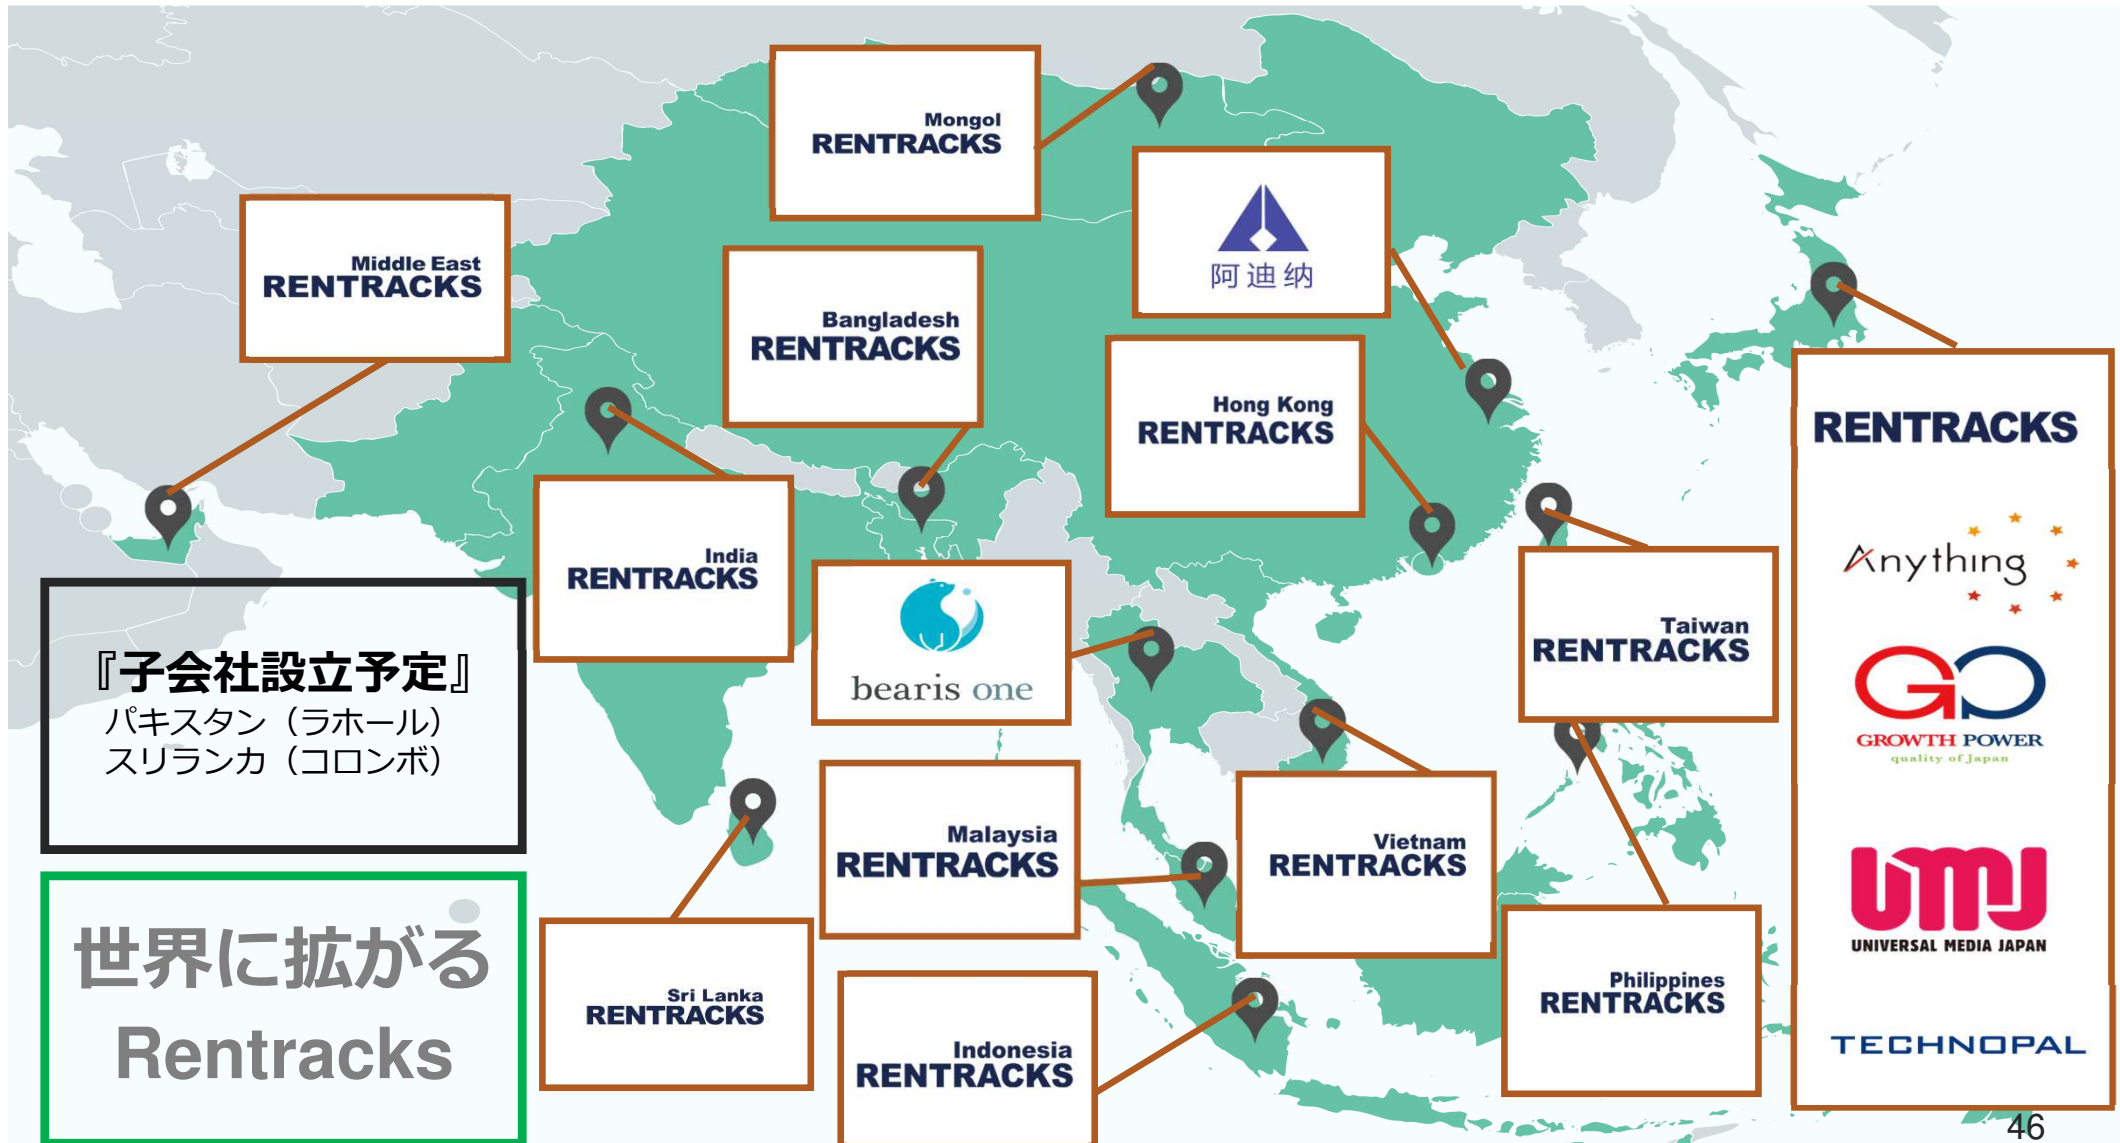 Mongol
RENTRACKS
阿迪纳
Middle East
RENTRACKS
Bangladesh
RENTRACKS
Hong Kong
RENTRACKS
RENTRACKS
Anything
GP
GROWTH POWER
quality of Japan
UMJ
UNIVERSAL MEDIA JAPAN
TECHNOPAL
India
RENTRACKS
bearis one
Taiwan
RENTRACKS
『子会社設立予定』
パキスタン（ラホール）
スリランカ（コロンボ）
Malaysia
RENTRACKS
Vietnam
RENTRACKS
世界に拡がる
Rentracks
Sri Lanka
RENTRACKS
Indonesia
RENTRACKS
Philippines
RENTRACKS
46